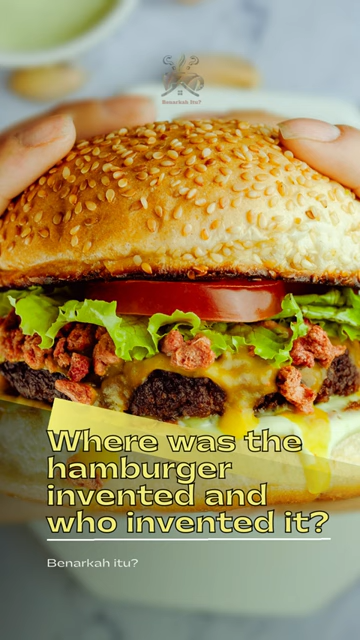 Benarkah Itu?
Where was the
hamburger
invented and
who invented it?
Benarkah itu?